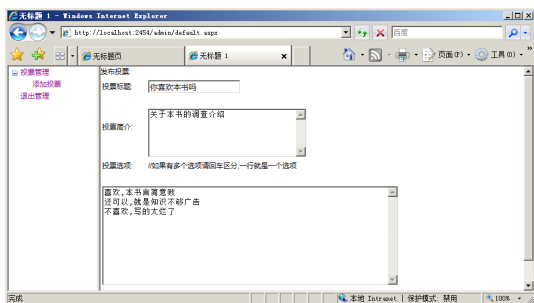 无标题 1 - Windows Internet Explorer
http://localhost:2454/admin/default.aspx
百度
无标题页
无标题 1
页面(P)
工具(O)
投票管理
添加投票
退出管理
发布投票
投票标题:
你喜欢本书吗
投票简介:
关于本书的调查介绍
投票选项:
//如果有多个选项请回车区分,一行就是一个选项
喜欢,本书言简意赅
还可以,就是知识不够广告
不喜欢,写的太烂了
完成
本地 Intranet | 保护模式: 禁用
100%